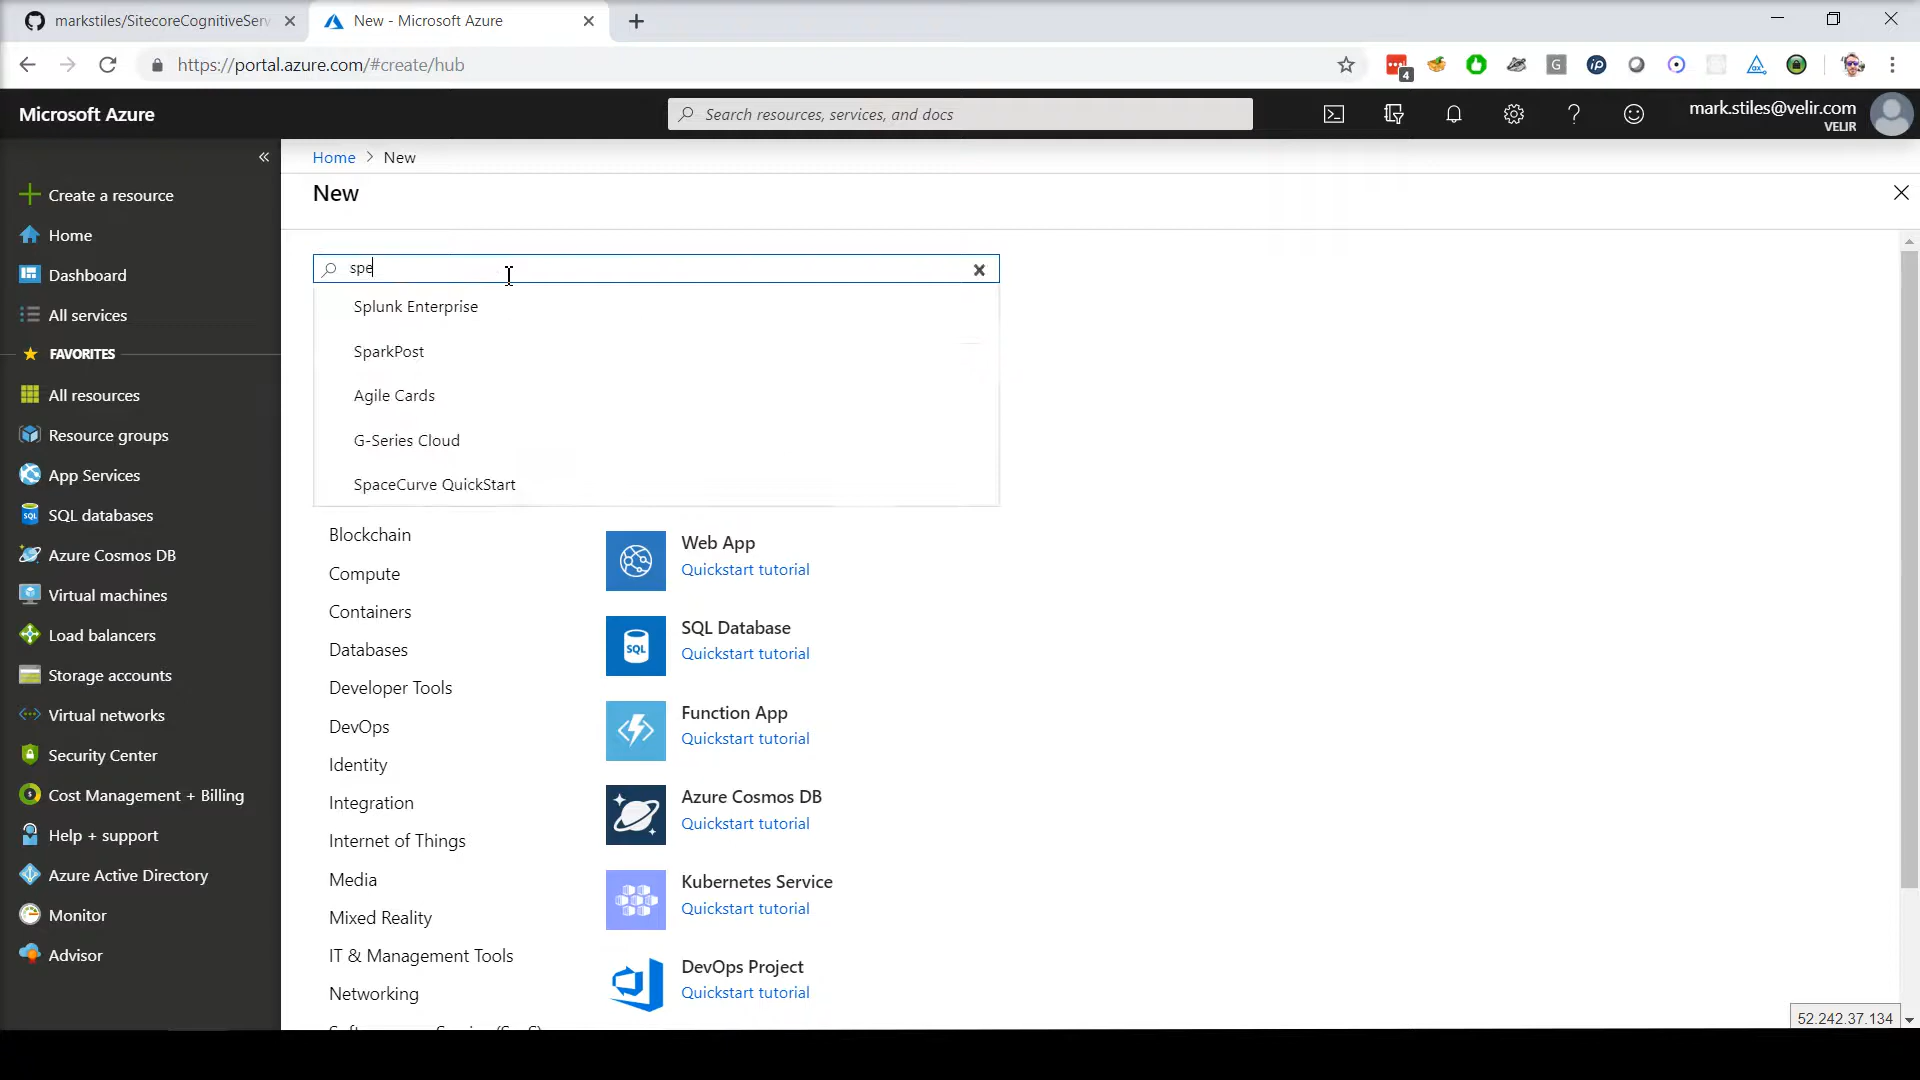 markstiles/SitecoreCognitiveServ
New - Microsoft Azure
https://portal.azure.com/#create/hub
4
Microsoft Azure
Search resources, services, and docs
mark.stiles@velir.com
VELIR
Home > New
New
Create a resource
Home
Dashboard
All services
FAVORITES
All resources
Resource groups
App Services
SQL databases
Azure Cosmos DB
Virtual machines
Load balancers
Storage accounts
Virtual networks
Security Center
Cost Management + Billing
Help + support
Azure Active Directory
Monitor
Advisor
spe
Splunk Enterprise
SparkPost
Agile Cards
G-Series Cloud
SpaceCurve QuickStart
Blockchain
Compute
Containers
Databases
Developer Tools
DevOps
Identity
Integration
Internet of Things
Media
Mixed Reality
IT & Management Tools
Networking
Web App
Quickstart tutorial
SQL Database
Quickstart tutorial
Function App
Quickstart tutorial
Azure Cosmos DB
Quickstart tutorial
Kubernetes Service
Quickstart tutorial
DevOps Project
Quickstart tutorial
52.242.37.134